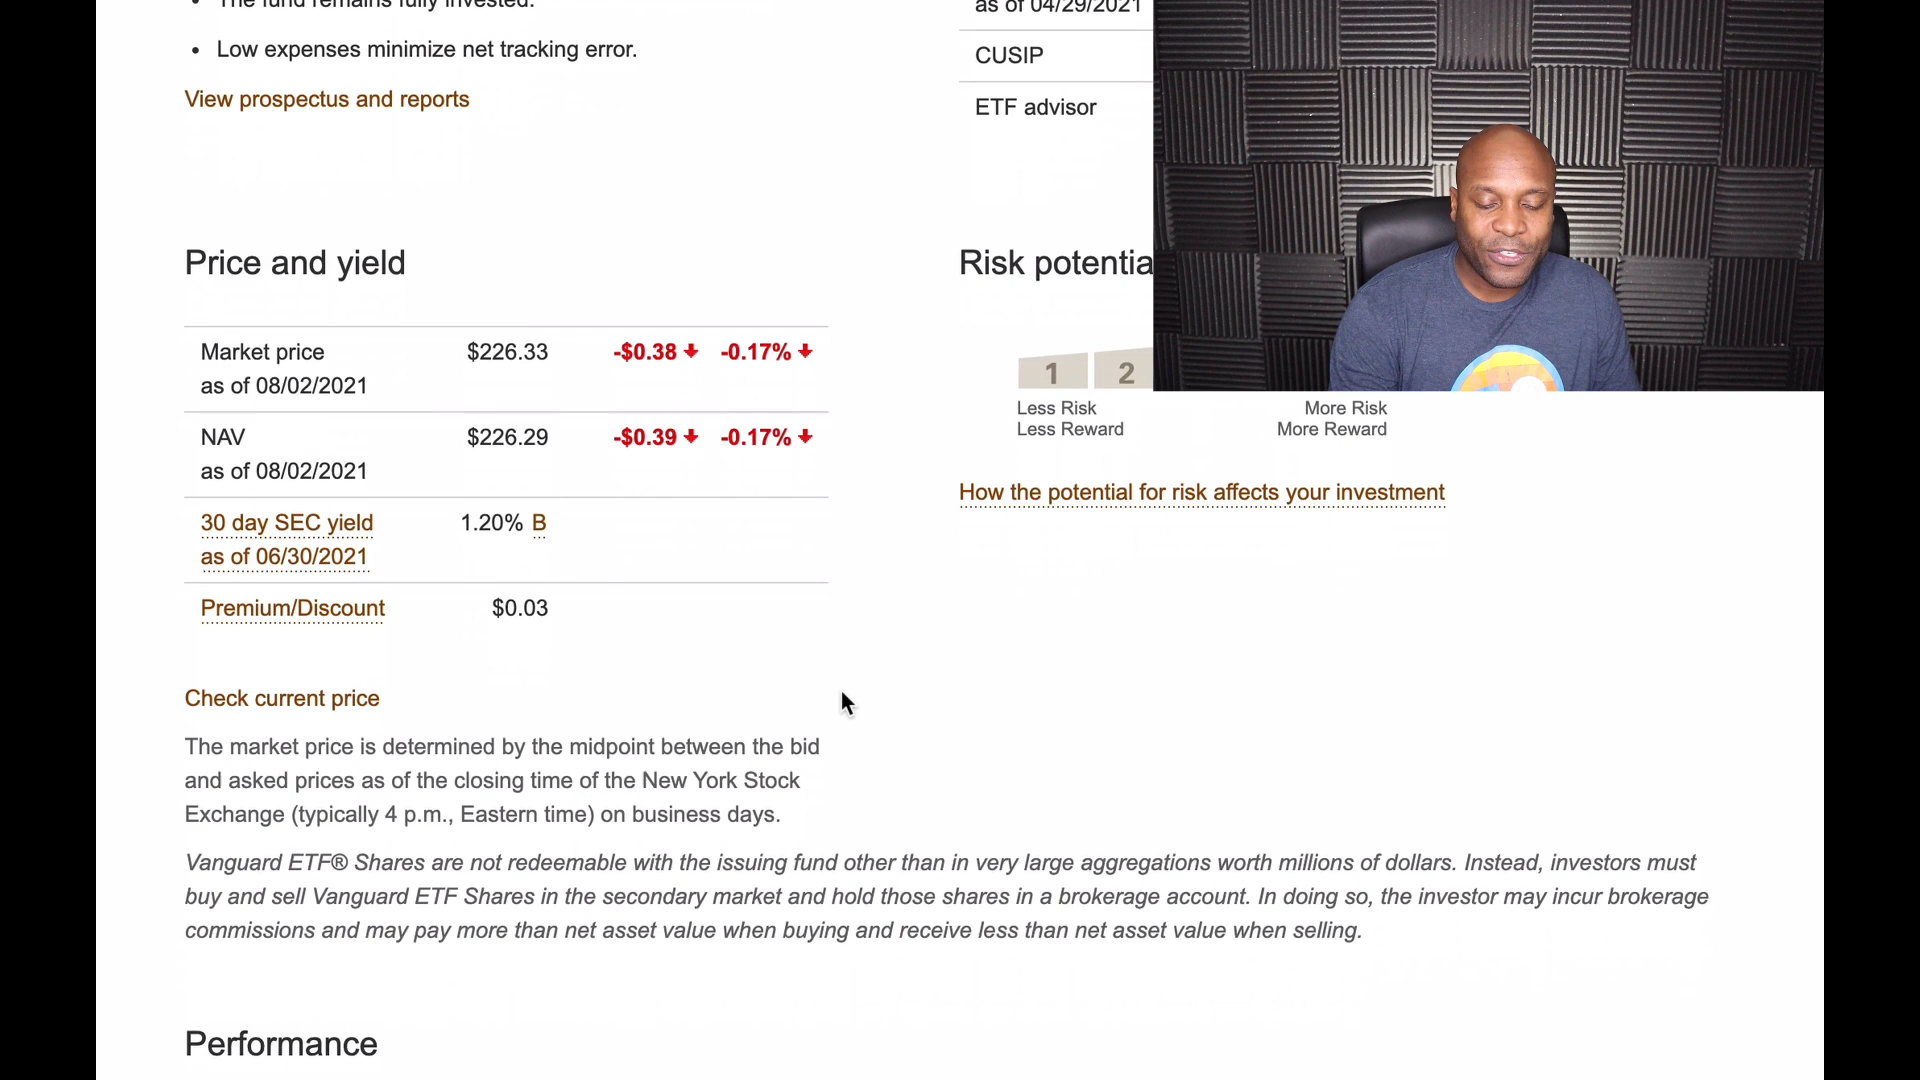 The fund remains fully invested.
Low expenses minimize net tracking error.
View prospectus and reports
as of 04/29/2021
CUSIP
ETF advisor
Price and yield
Market price $226.33 -$0.38 -0.17%
as of 08/02/2021
NAV $226.29 -$0.39 -0.17%
as of 08/02/2021
30 day SEC yield 1.20% B
as of 06/30/2021
Premium/Discount $0.03
Check current price
The market price is determined by the midpoint between the bid
and asked prices as of the closing time of the New York Stock
Exchange (typically 4 p.m., Eastern time) on business days.
Risk potentia
1 2
Less Risk More Risk
Less Reward More Reward
How the potential for risk affects your investment
Vanguard ETF® Shares are not redeemable with the issuing fund other than in very large aggregations worth millions of dollars. Instead, investors must
buy and sell Vanguard ETF Shares in the secondary market and hold those shares in a brokerage account. In doing so, the investor may incur brokerage
commissions and may pay more than net asset value when buying and receive less than net asset value when selling.
Performance